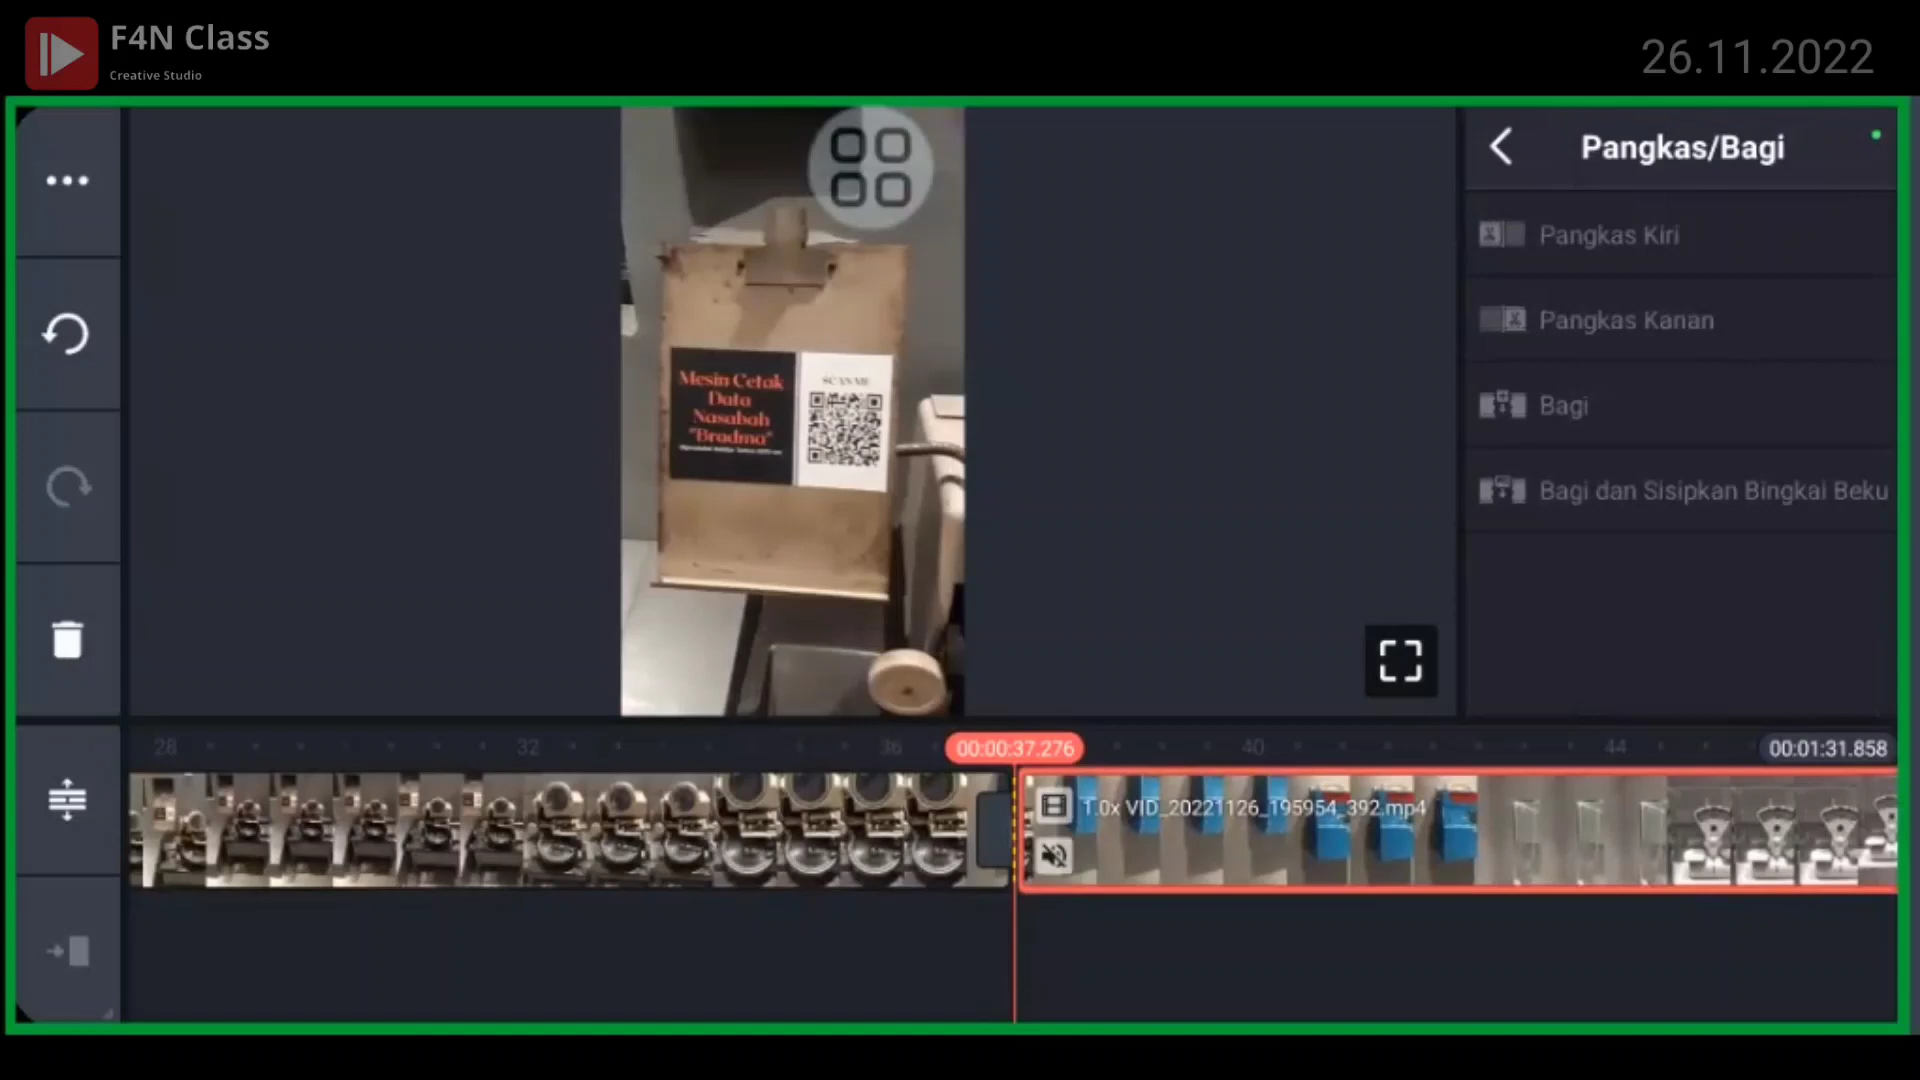 F4N Class
Creative Studio
26.11.2022
Pangkas/Bagi
Pangkas Kiri
Pangkas Kanan
Bagi
Bagi dan Sisipkan Bingkai Beku
Mesin Cetak
Data
Nasabah
"Bradma"
SCAN ME
28
32
36
00:00:37.276
40
44
00:01:31.858
1.0x VID_20221126_195954_392.mp4